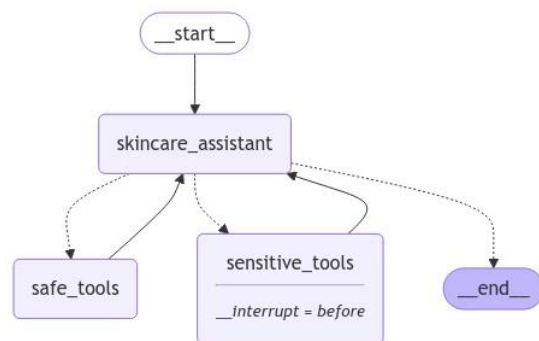 __start__
skincare_assistant
safe_tools
sensitive_tools
__interrupt = before
__end__